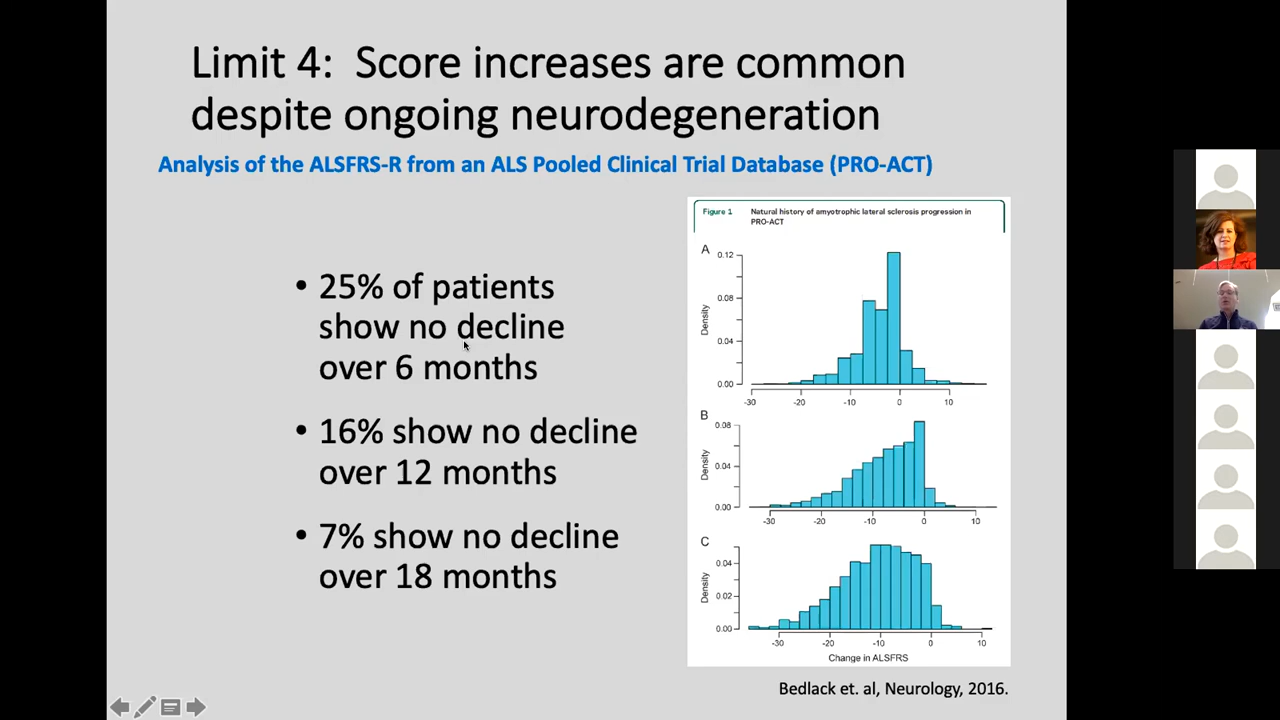 Limit 4: Score increases are common
despite ongoing neurodegeneration
Analysis of the ALSFRS-R from an ALS Pooled Clinical Trial Database (PRO-ACT)
• 25% of patients
show no decline
over 6 months
• 16% show no decline
over 12 months
• 7% show no decline
over 18 months
Figure 1 Natural history of amyotrophic lateral sclerosis progression in
PRO-ACT
A
0.12
0.08
0.04
0.00
Density
-30 -20 -10 0 10
B
0.08
0.04
0.00
Density
-30 -20 -10 0 10
C
0.04
0.02
0.00
Density
-30 -20 -10 0 10
Change in ALSFRS
Bedlack et. al, Neurology, 2016.